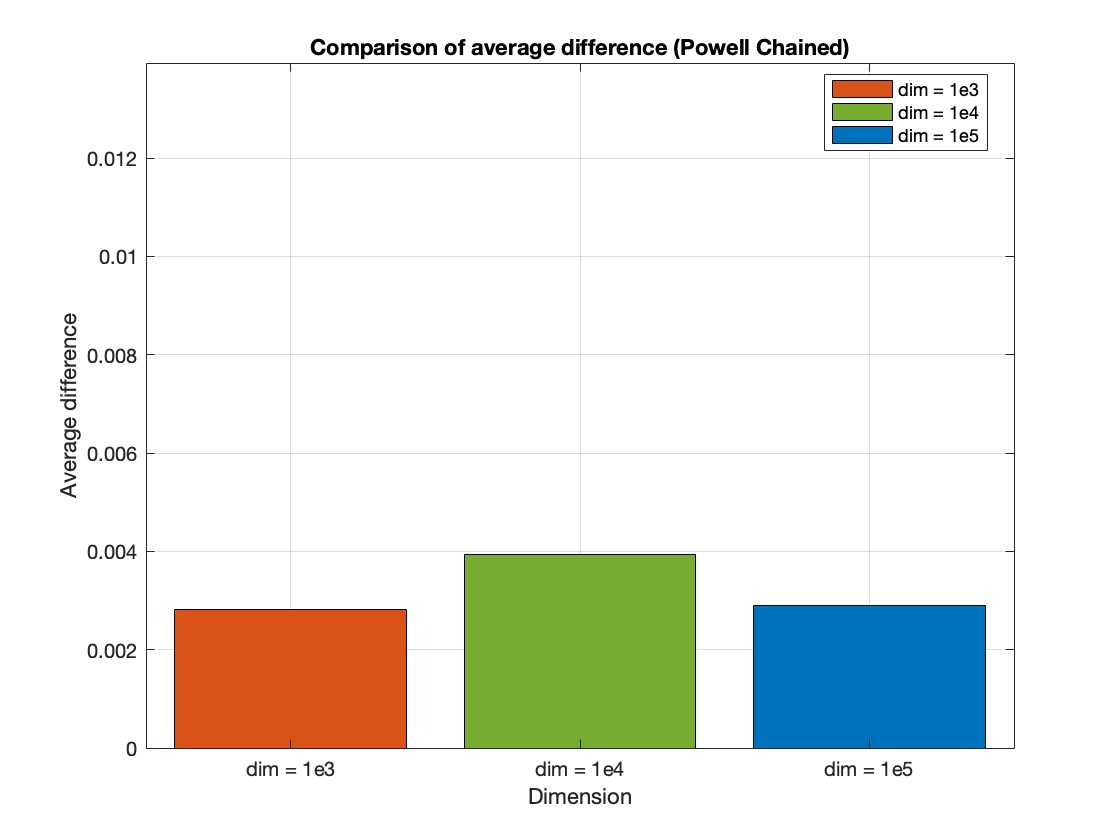 Comparison of average difference (Powell Chained)
dim = 1e3
dim = 1e4
dim = 1e5
0.012
0.01
0.008
0.006
0.004
0.002
0
Average difference
dim = 1e3
dim = 1e4
dim = 1e5
Dimension